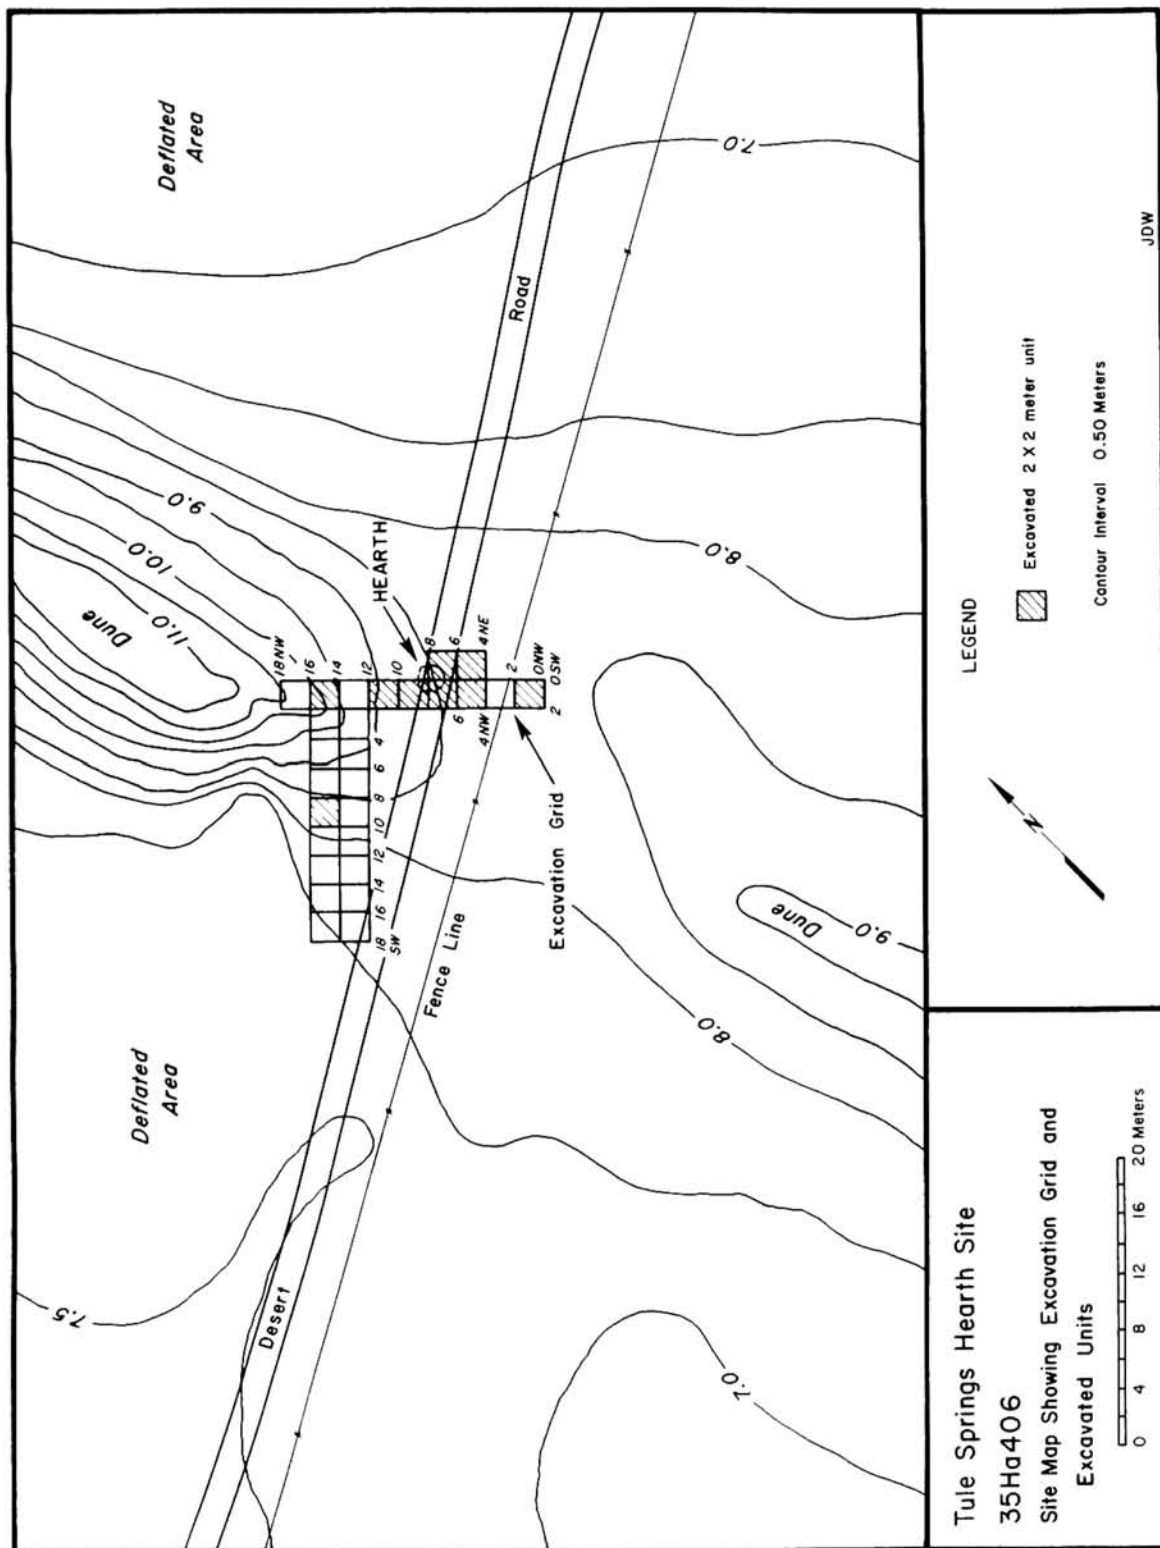 Deflated
Area
7.0
Road
Dune
11.0
10.0
9.0
HEARTH
18NW
16
14
12
10
8
6
4NE
2
0NW
0SW
2
4NW
6
4
6
8
10
12
14
16
18
SW
8.0
Excavation Grid
Fence Line
Dune
9.0
8.0
Deflated
Area
7.5
Desert
7.0
LEGEND
Excavated 2 X 2 meter unit
Contour Interval 0.50 Meters
N
JDW
Tule Springs Hearth Site
35Ha406
Site Map Showing Excavation Grid and
Excavated Units
0 4 8 12 16 20 Meters